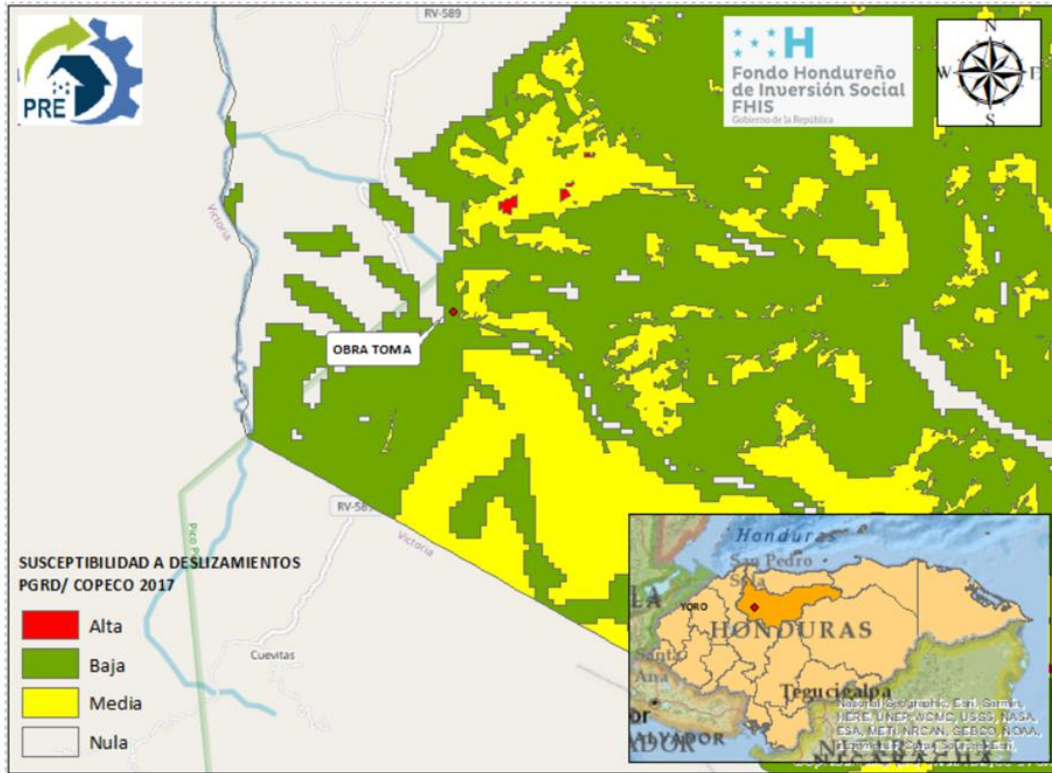 RV-589
PRE
H
Fondo Hondureño
de Inversión Social
FHIS
Gobierno de la República
N
W
E
S
Victoria
OBRA TOMA
RV-589
Victoria
Cuevitas
SUSCEPTIBILIDAD A DESLIZAMIENTOS
PGRD/ COPECO 2017
Alta
Baja
Media
Nula
Honduras
San Pedro
Sula
YORO
HONDURAS
Santa
Ana
Tegucigalpa
National Geographic, Esri, Garmin,
HERE, UNEP-WCMC, USGS, NASA,
ESA, METI, NRCAN, GEBCO, NOAA,